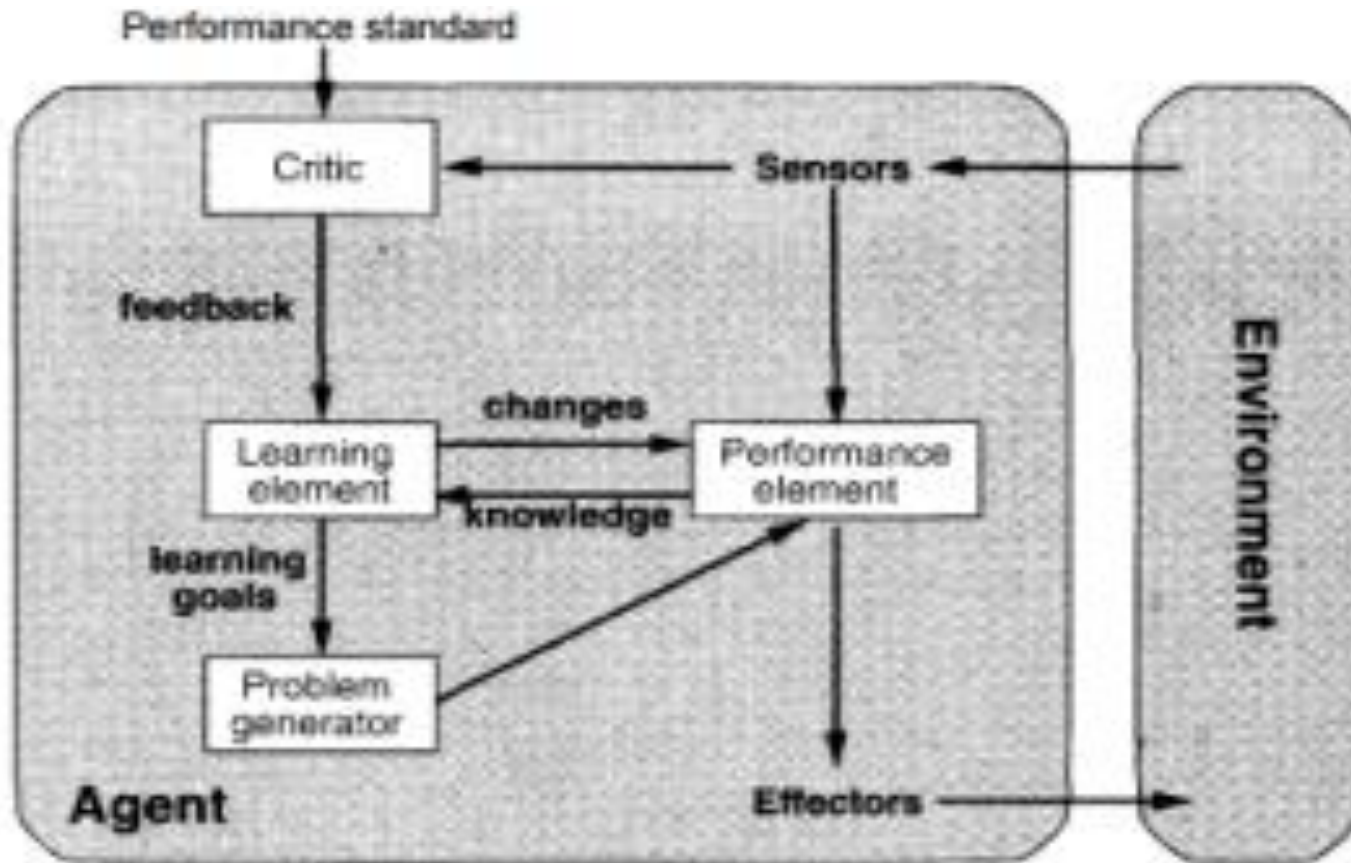 Performance standard
Critic
Sensors
feedback
changes
Learning
element
Performance
element
knowledge
learning
goals
Problem
generator
Agent
Effectors
Environment